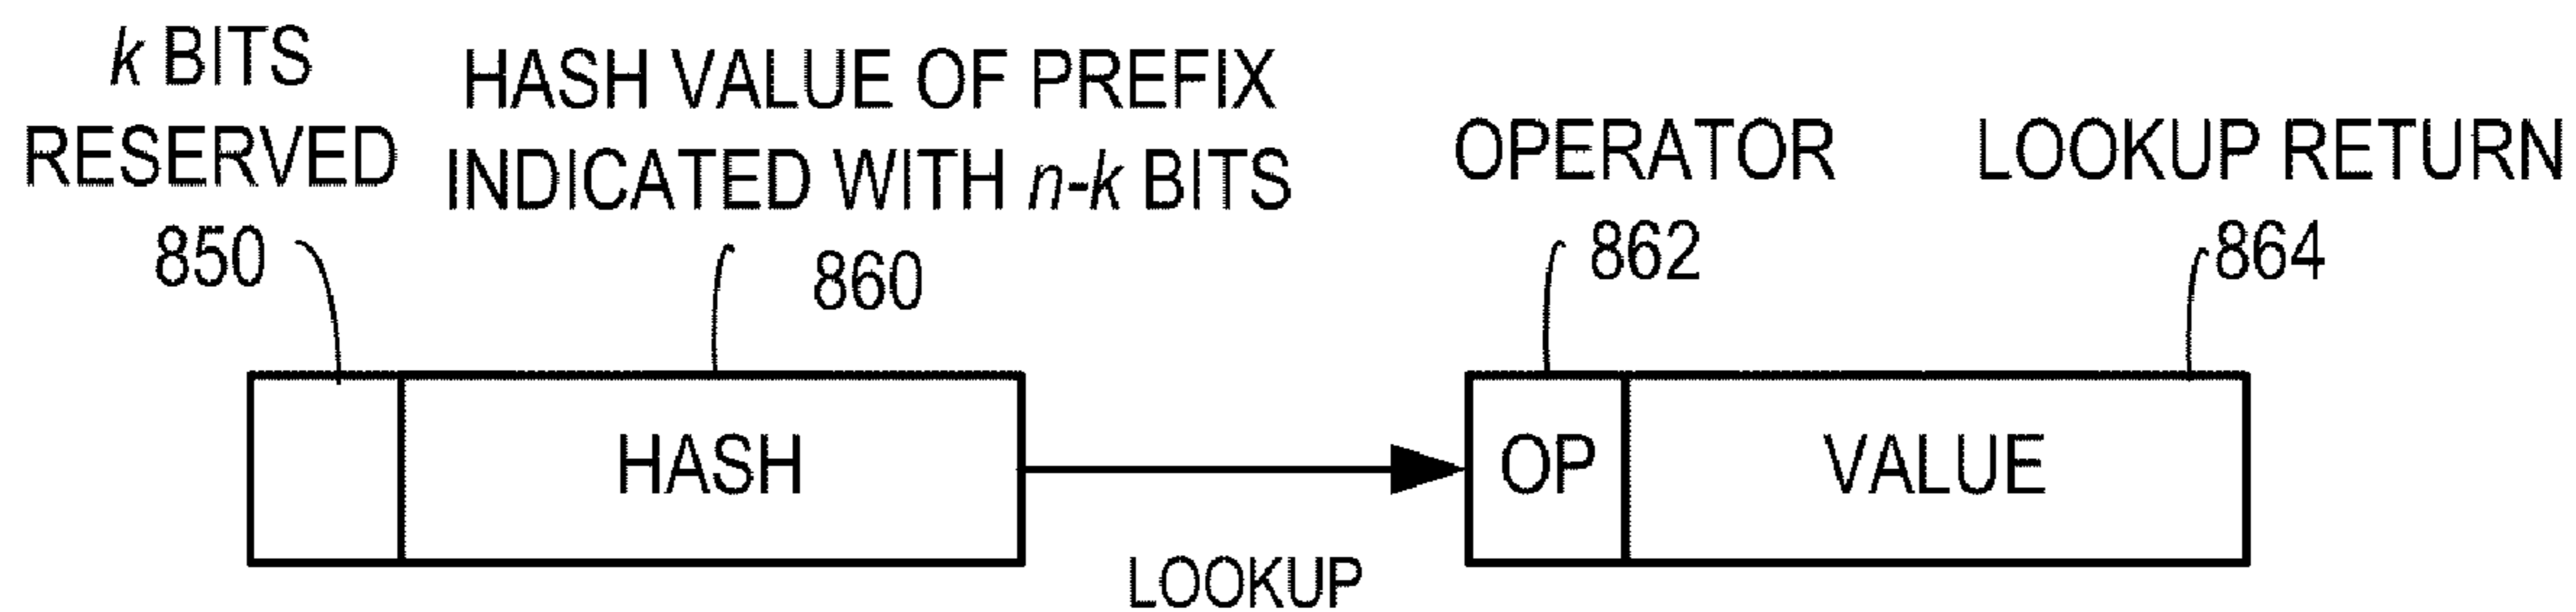 k BITS
RESERVED
850
HASH VALUE OF PREFIX
INDICATED WITH n-k BITS
860
OPERATOR
862
LOOKUP RETURN
864
HASH
LOOKUP
OP
VALUE